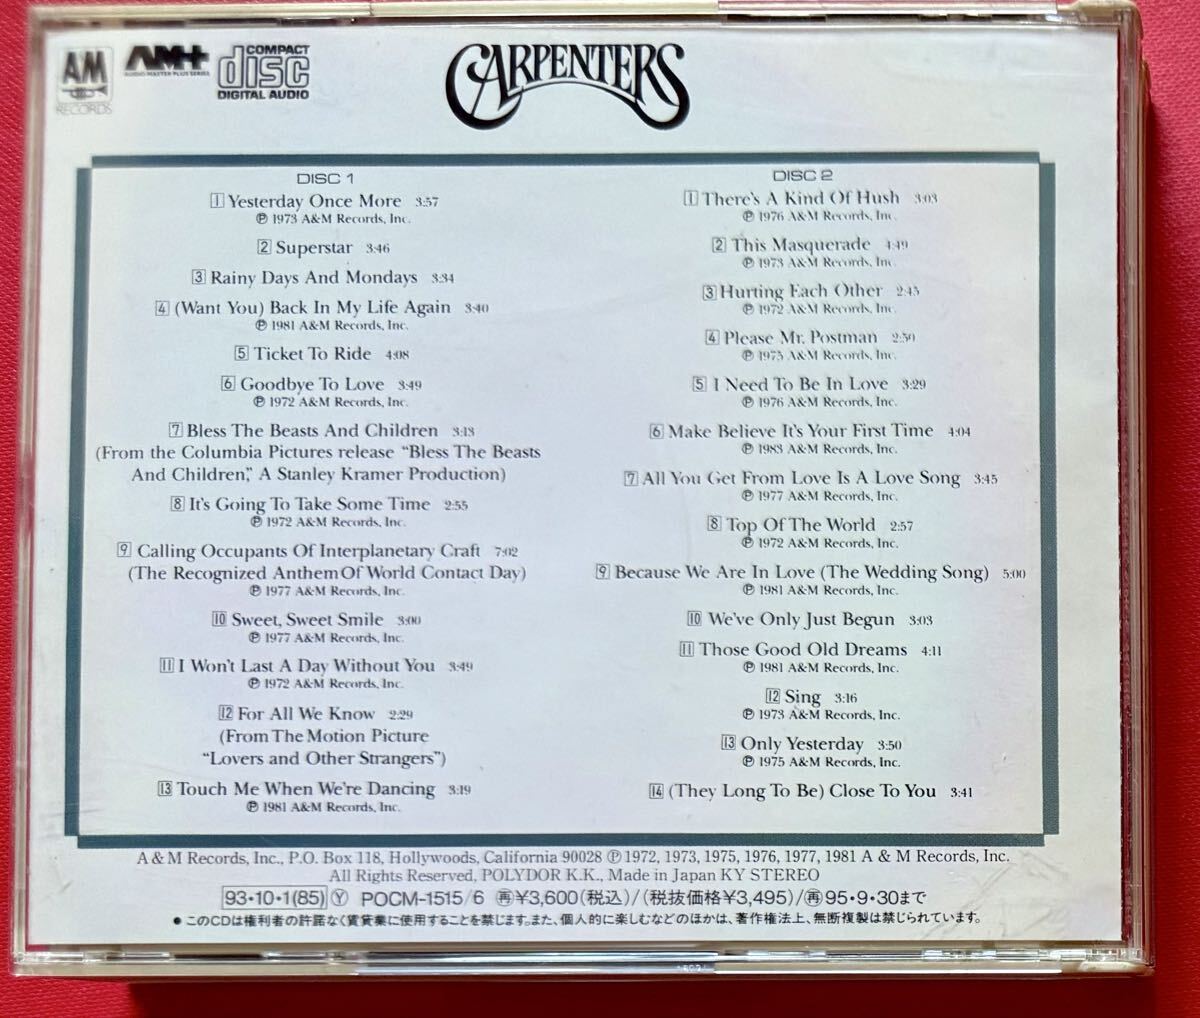 AM
RECORDS
AM+
AUDIO MASTER PLUS SERIES
COMPACT
disc
DIGITAL AUDIO
CARPENTERS
DISC 1
1 Yesterday Once More 3:57
Ⓟ 1973 A&M Records, Inc.
2 Superstar 3:46
3 Rainy Days And Mondays 3:34
4 (Want You) Back In My Life Again 3:40
Ⓟ 1981 A&M Records, Inc.
5 Ticket To Ride 4:08
6 Goodbye To Love 3:49
Ⓟ 1972 A&M Records, Inc.
7 Bless The Beasts And Children 3:13
(From the Columbia Pictures release “Bless The Beasts
And Children,” A Stanley Kramer Production)
8 It's Going To Take Some Time 2:55
Ⓟ 1972 A&M Records, Inc.
9 Calling Occupants Of Interplanetary Craft 7:02
(The Recognized Anthem Of World Contact Day)
Ⓟ 1977 A&M Records, Inc.
10 Sweet, Sweet Smile 3:00
Ⓟ 1977 A&M Records, Inc.
11 I Won't Last A Day Without You 3:49
Ⓟ 1972 A&M Records, Inc.
12 For All We Know 2:29
(From The Motion Picture
“Lovers and Other Strangers”)
13 Touch Me When We're Dancing 3:19
Ⓟ 1981 A&M Records, Inc.
DISC 2
1 There's A Kind Of Hush 3:03
Ⓟ 1976 A&M Records, Inc.
2 This Masquerade 4:49
Ⓟ 1973 A&M Records, Inc.
3 Hurting Each Other 2:45
Ⓟ 1972 A&M Records, Inc.
4 Please Mr. Postman 2:50
Ⓟ 1975 A&M Records, Inc.
5 I Need To Be In Love 3:29
Ⓟ 1976 A&M Records, Inc.
6 Make Believe It's Your First Time 4:04
Ⓟ 1983 A&M Records, Inc.
7 All You Get From Love Is A Love Song 3:45
Ⓟ 1977 A&M Records, Inc.
8 Top Of The World 2:57
Ⓟ 1972 A&M Records, Inc.
9 Because We Are In Love (The Wedding Song) 5:00
Ⓟ 1981 A&M Records, Inc.
10 We've Only Just Begun 3:03
11 Those Good Old Dreams 4:11
Ⓟ 1981 A&M Records, Inc.
12 Sing 3:16
Ⓟ 1973 A&M Records, Inc.
13 Only Yesterday 3:50
Ⓟ 1975 A&M Records, Inc.
14 (They Long To Be) Close To You 3:41
A & M Records, Inc., P.O. Box 118, Hollywoods, California 90028 Ⓟ 1972, 1973, 1975, 1976, 1977, 1981 A & M Records, Inc.
All Rights Reserved, POLYDOR K.K., Made in Japan KY STEREO
93・10・1(85) Ⓨ POCM-1515/6 再¥3,600(税込)/(税抜価格¥3,495)/再95・9・30まで
●このCDは権利者の許諾なく賃貸業に使用することを禁じます。また、個人的に楽しむなどのほかは、著作権法上、無断複製は禁じられています。